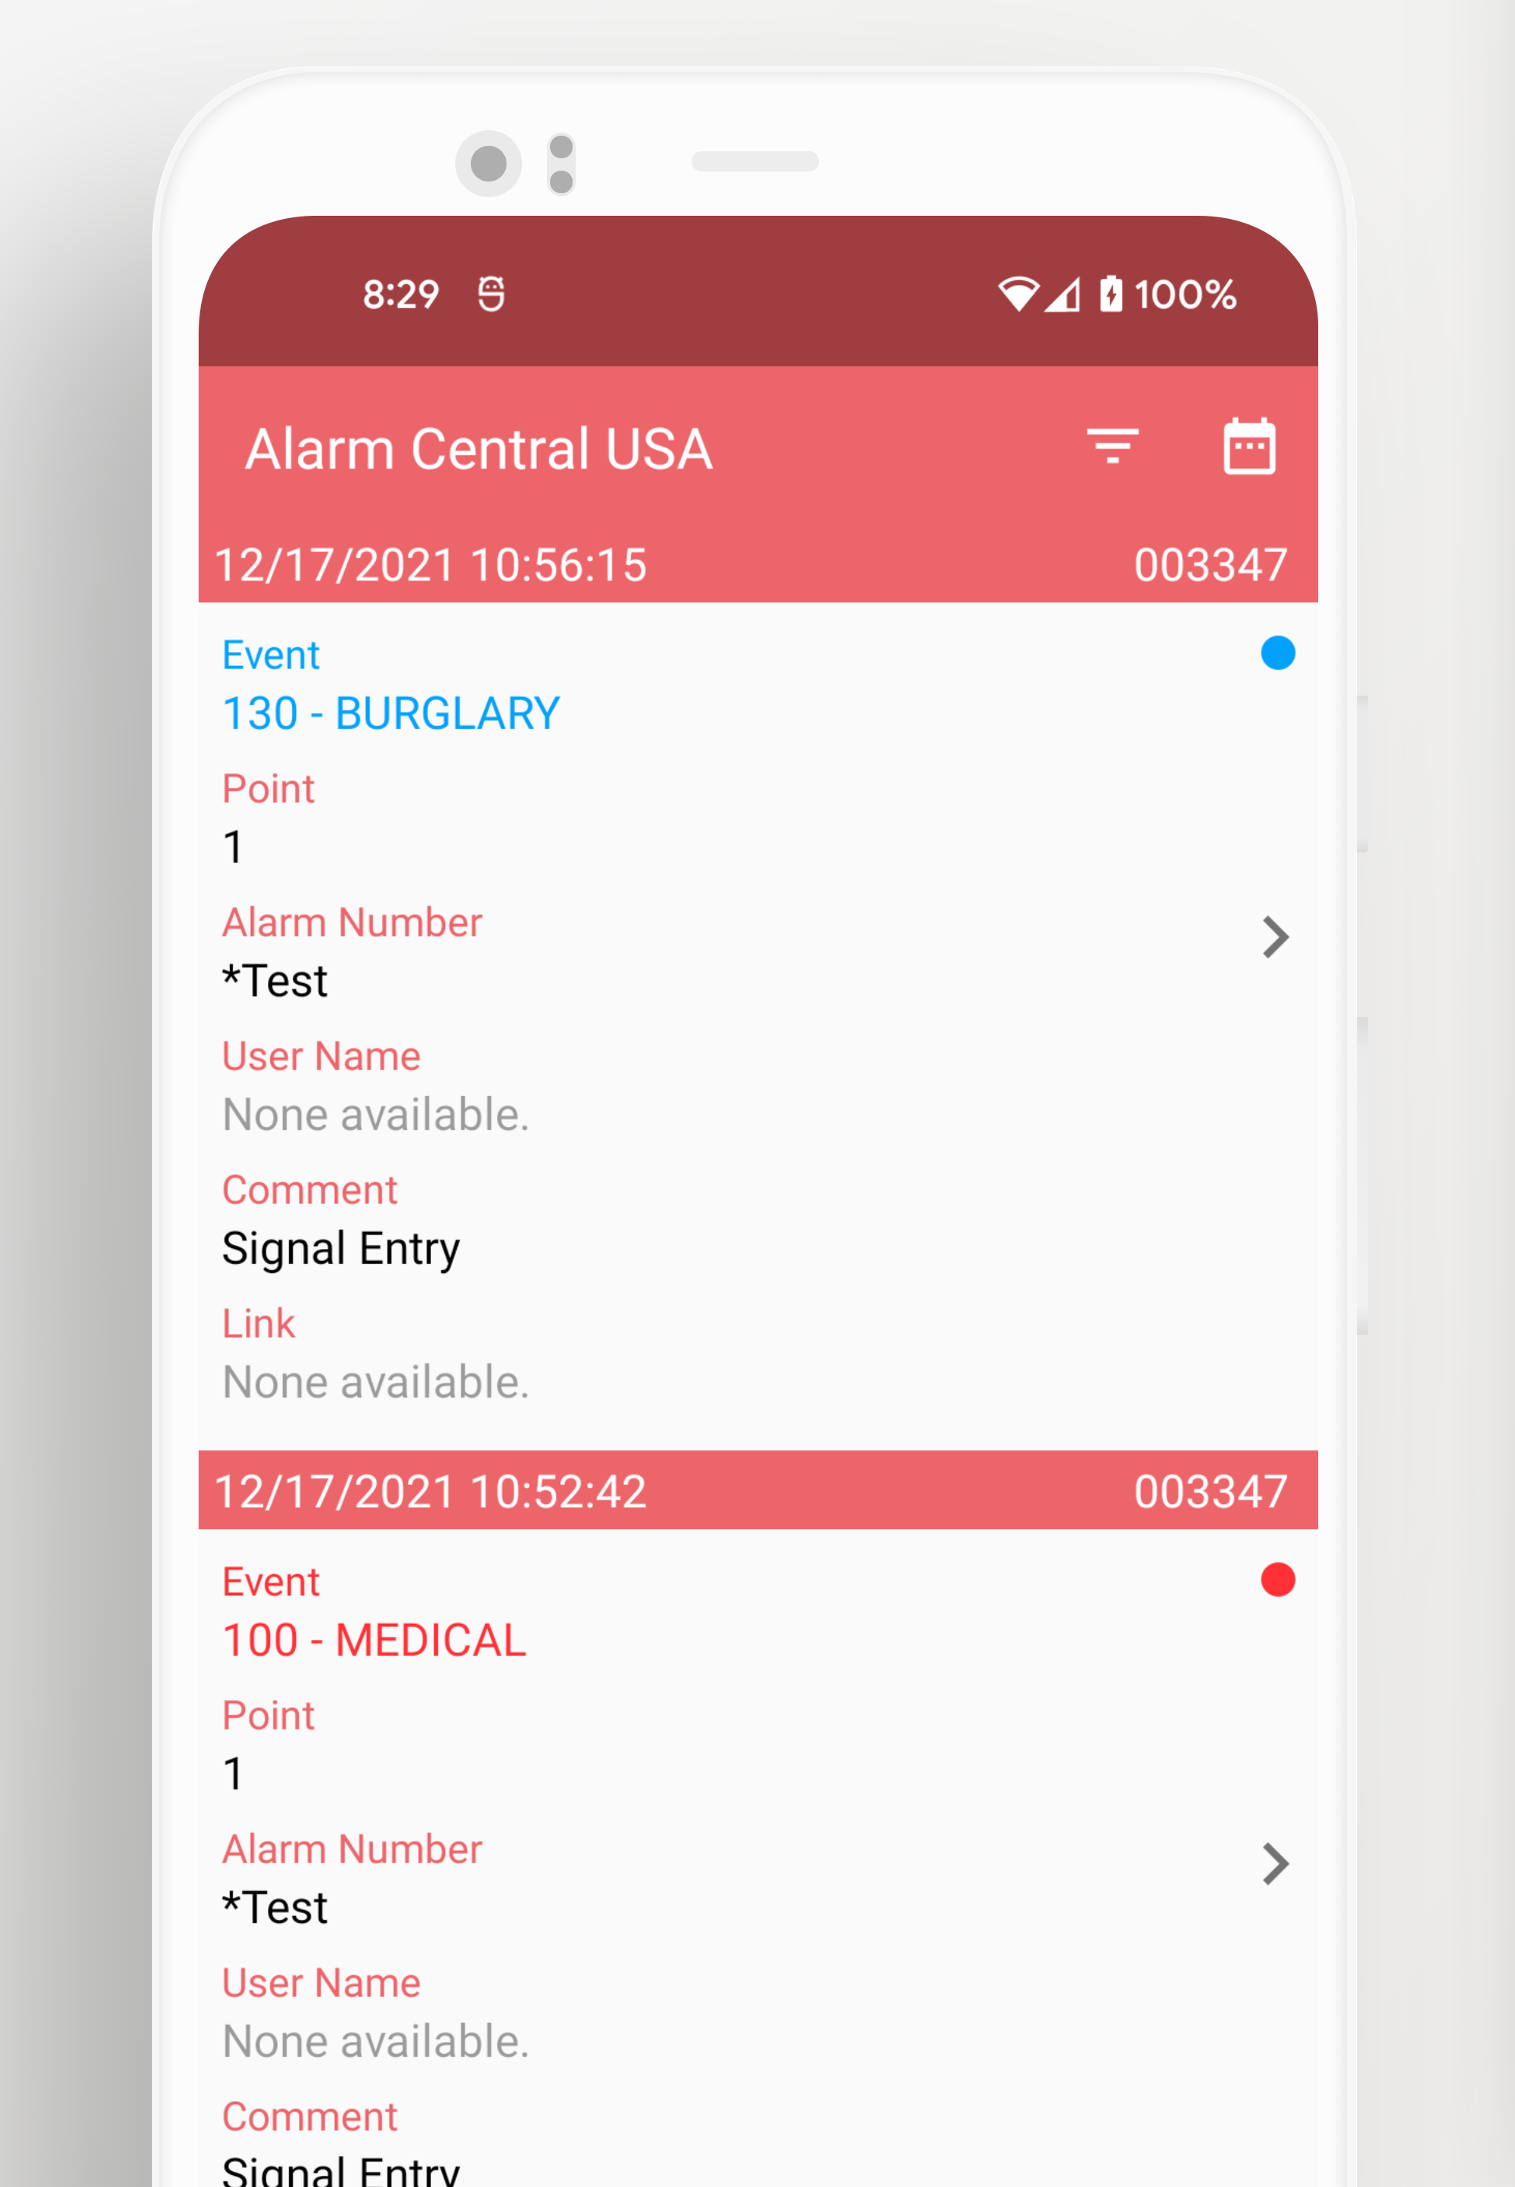 8:29 100%
Alarm Central USA
12/17/2021 10:56:15 003347
Event
130 - BURGLARY
Point
1
Alarm Number
*Test
User Name
None available.
Comment
Signal Entry
Link
None available.
12/17/2021 10:52:42 003347
Event
100 - MEDICAL
Point
1
Alarm Number
*Test
User Name
None available.
Comment
Signal Entry